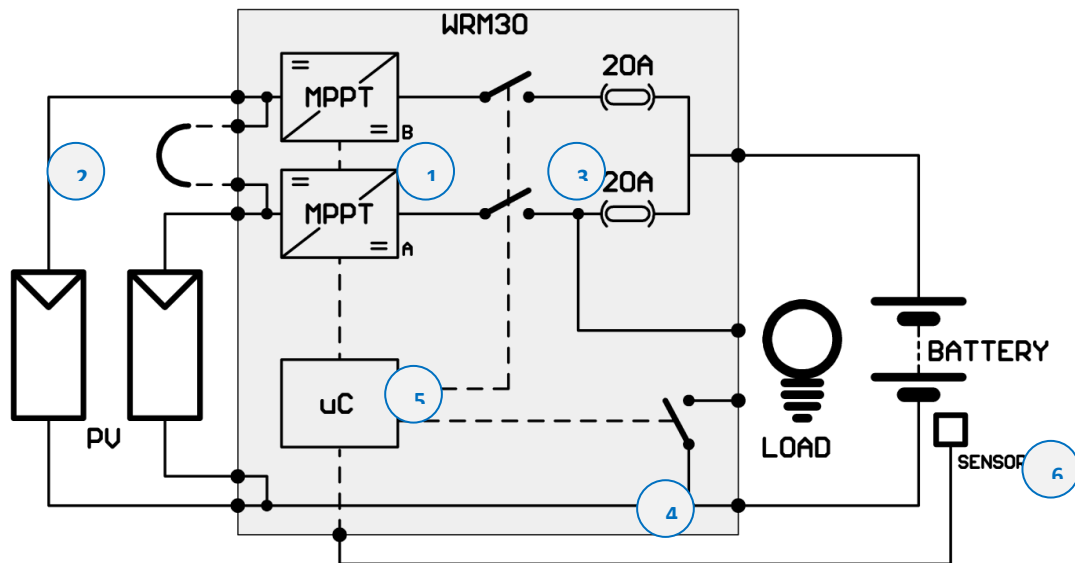 WRM30
20A
MPPT
B
2
1
3
20A
MPPT
A
BATTERY
5
uC
PV
LOAD
SENSOR
6
4